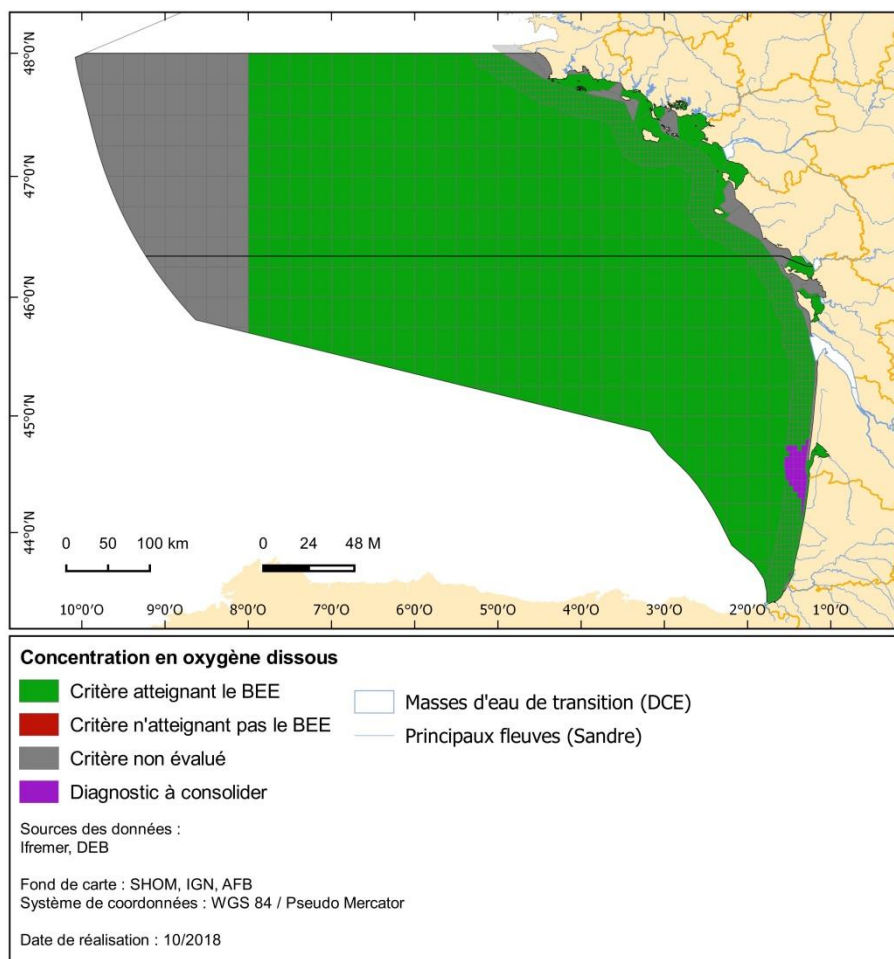 48°0'N
47°0'N
46°0'N
45°0'N
44°0'N
0 50 100 km
0 24 48 M
10°0'O 9°0'O 8°0'O 7°0'O 6°0'O 5°0'O 4°0'O 3°0'O 2°0'O 1°0'O
Concentration en oxygène dissous
Critère atteignant le BEE
Critère n'atteignant pas le BEE
Critère non évalué
Diagnostic à consolider
Masses d'eau de transition (DCE)
Principaux fleuves (Sandre)
Sources des données :
Ifremer, DEB
Fond de carte : SHOM, IGN, AFB
Système de coordonnées : WGS 84 / Pseudo Mercator
Date de réalisation : 10/2018